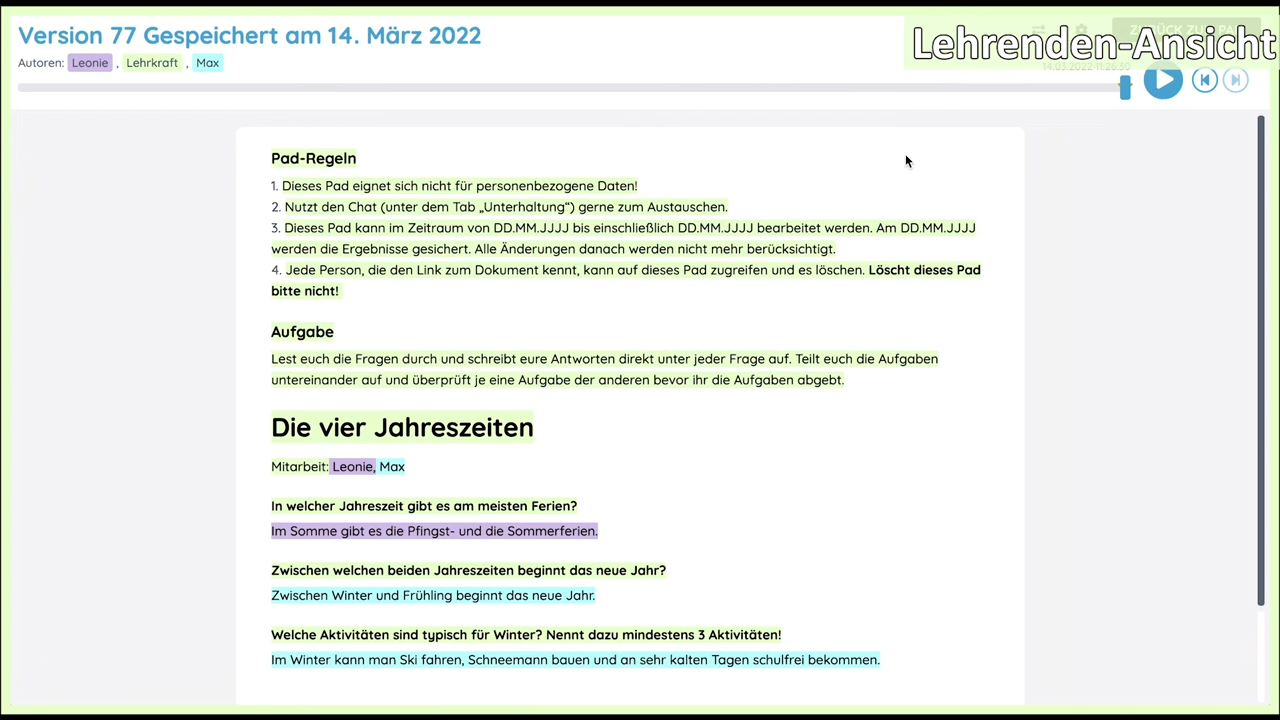 Version 77 Gespeichert am 14. März 2022
Lehrenden-Ansicht
Autoren: Leonie , Lehrkraft , Max
Pad-Regeln
1. Dieses Pad eignet sich nicht für personenbezogene Daten!
2. Nutzt den Chat (unter dem Tab „Unterhaltung“) gerne zum Austauschen.
3. Dieses Pad kann im Zeitraum von DD.MM.JJJJ bis einschließlich DD.MM.JJJJ bearbeitet werden. Am DD.MM.JJJJ
werden die Ergebnisse gesichert. Alle Änderungen danach werden nicht mehr berücksichtigt.
4. Jede Person, die den Link zum Dokument kennt, kann auf dieses Pad zugreifen und es löschen. Löscht dieses Pad
bitte nicht!
Aufgabe
Lest euch die Fragen durch und schreibt eure Antworten direkt unter jeder Frage auf. Teilt euch die Aufgaben
untereinander auf und überprüft je eine Aufgabe der anderen bevor ihr die Aufgaben abgebt.
Die vier Jahreszeiten
Mitarbeit: Leonie, Max
In welcher Jahreszeit gibt es am meisten Ferien?
Im Somme gibt es die Pfingst- und die Sommerferien.
Zwischen welchen beiden Jahreszeiten beginnt das neue Jahr?
Zwischen Winter und Frühling beginnt das neue Jahr.
Welche Aktivitäten sind typisch für Winter? Nennt dazu mindestens 3 Aktivitäten!
Im Winter kann man Ski fahren, Schneemann bauen und an sehr kalten Tagen schulfrei bekommen.